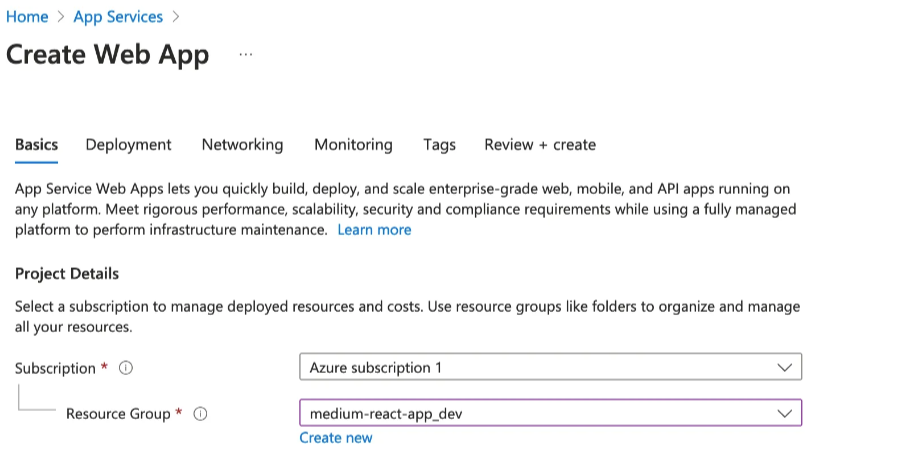 Home > App Services >
Create Web App ...
Basics Deployment Networking Monitoring Tags Review + create
App Service Web Apps lets you quickly build, deploy, and scale enterprise-grade web, mobile, and API apps running on
any platform. Meet rigorous performance, scalability, security and compliance requirements while using a fully managed
platform to perform infrastructure maintenance. Learn more
Project Details
Select a subscription to manage deployed resources and costs. Use resource groups like folders to organize and manage
all your resources.
Subscription * Azure subscription 1
Resource Group * medium-react-app_dev
Create new